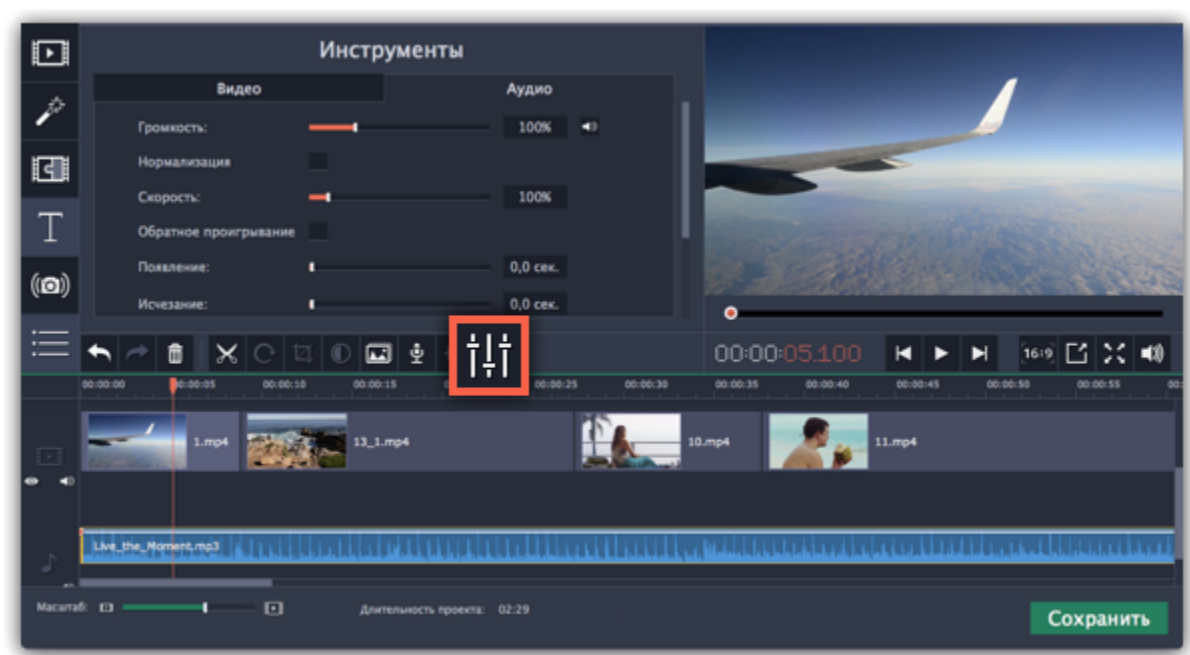 Инструменты
Видео Аудио
Громкость: 100%
Нормализация
Скорость: 100%
Обратное проигрывание
Появление: 0,0 сек.
Исчезание: 0,0 сек.
T
00:00:05.100 16:9
00:00:00 00:00:05 00:00:10 00:00:15 00:00:25 00:00:30 00:00:35 00:00:40 00:00:45 00:00:50 00:00:55 00:
1.mp4 13_1.mp4 10.mp4 11.mp4
Live_the_Moment.mp3
Масштаб: Длительность проекта: 02:29
Сохранить